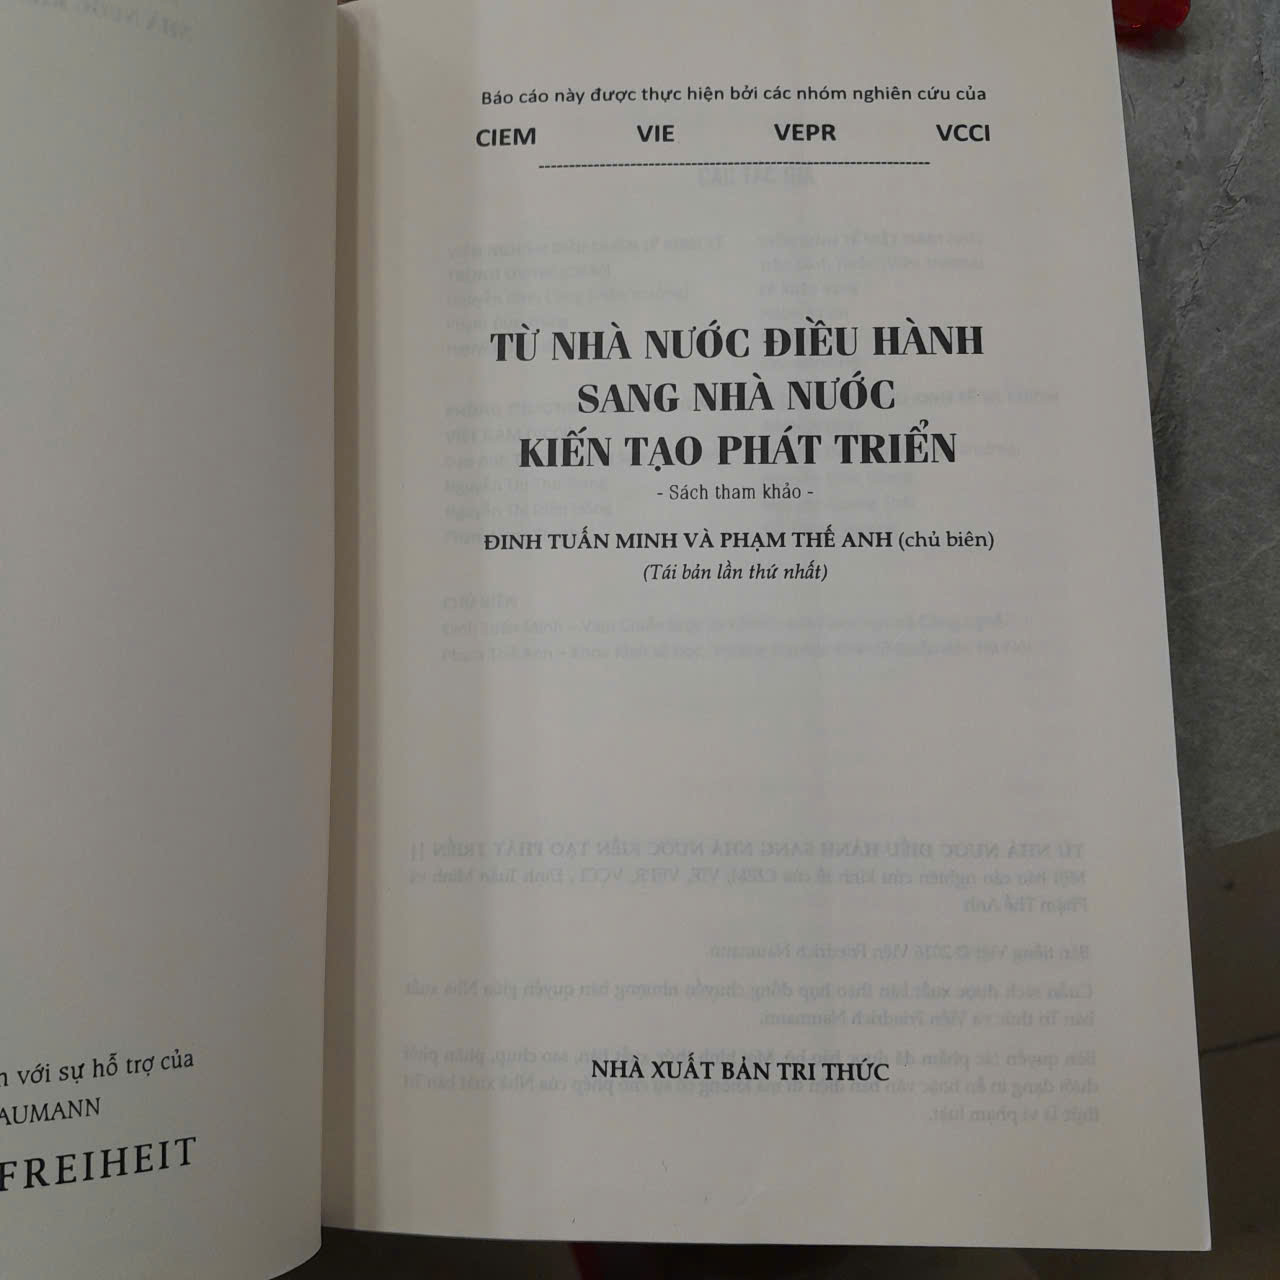 n với sự hỗ trợ của
AUMANN
FREIHEIT
Báo cáo này được thực hiện bởi các nhóm nghiên cứu của
CIEM VIE VEPR VCCI
TỪ NHÀ NƯỚC ĐIỀU HÀNH
SANG NHÀ NƯỚC
KIẾN TẠO PHÁT TRIỂN
- Sách tham khảo -
ĐINH TUẤN MINH VÀ PHẠM THẾ ANH (chủ biên)
(Tái bản lần thứ nhất)
NHÀ XUẤT BẢN TRI THỨC